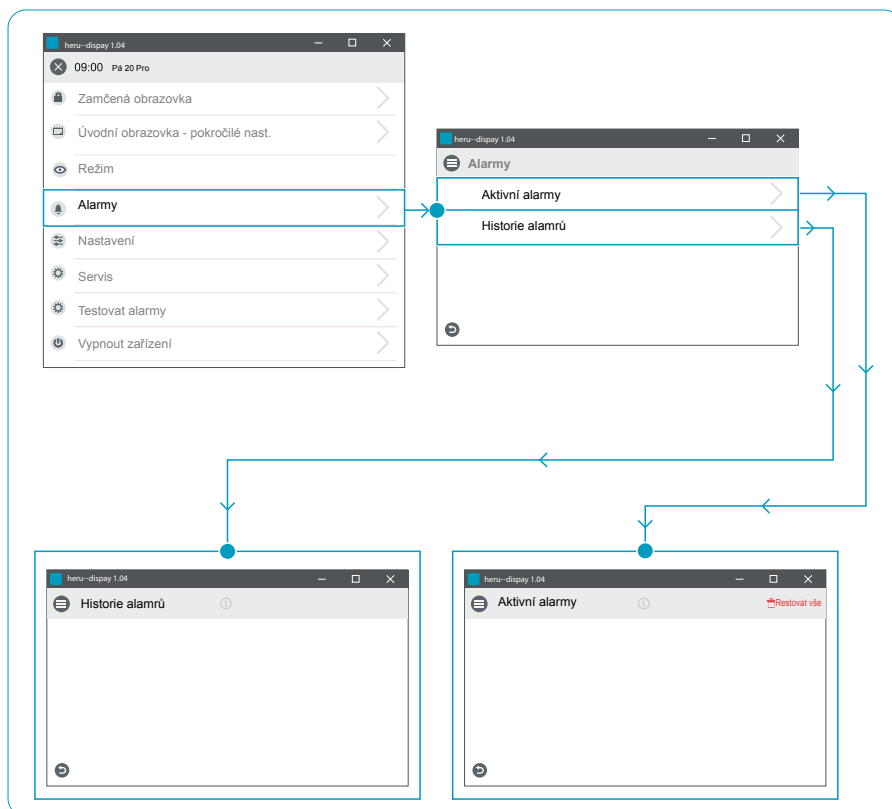 heru--dispay 1.04
09:00 Pá 20 Pro
Zamčená obrazovka
Úvodní obrazovka - pokročilé nast.
Režim
Alarmy
Nastavení
Servis
Testovat alarmy
Vypnout zařízení
heru--dispay 1.04
Alarmy
Aktivní alarmy
Historie alamrů
heru--dispay 1.04
Historie alamrů
heru--dispay 1.04
Aktivní alarmy
Restovat vše